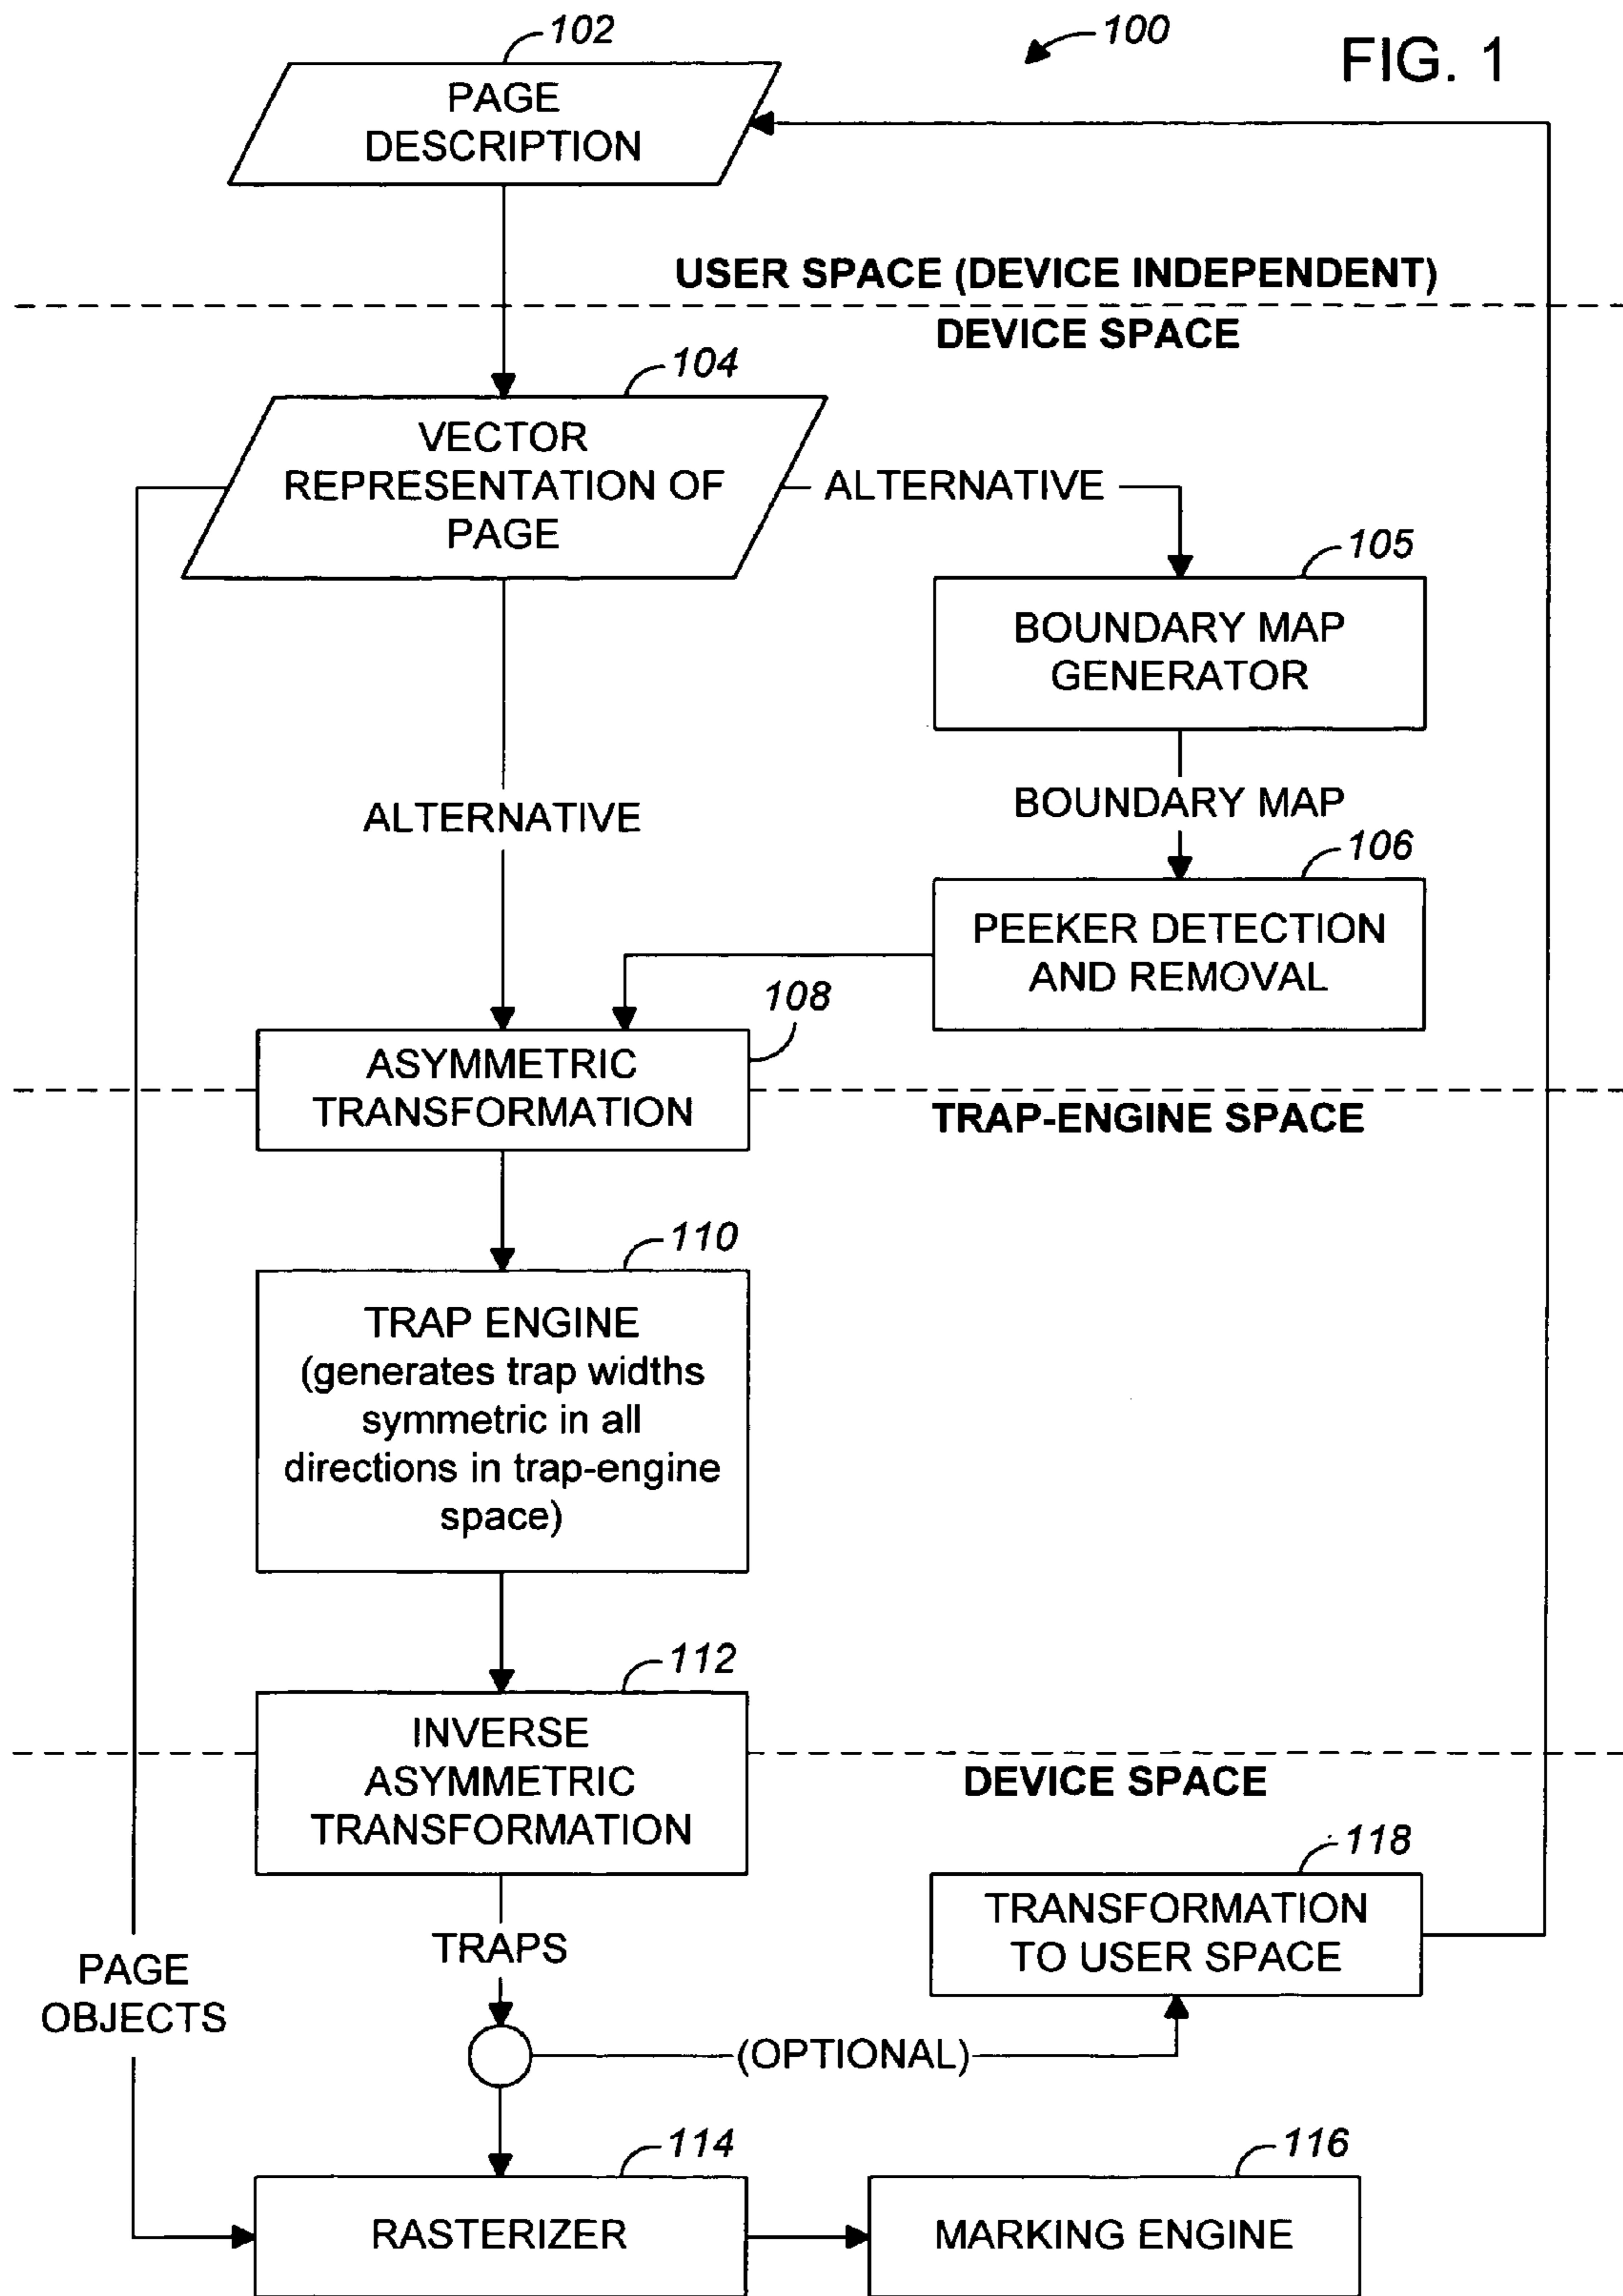 102
100
FIG. 1
PAGE
DESCRIPTION
USER SPACE (DEVICE INDEPENDENT)
DEVICE SPACE
104
VECTOR
REPRESENTATION OF
PAGE
ALTERNATIVE
105
BOUNDARY MAP
GENERATOR
BOUNDARY MAP
ALTERNATIVE
106
PEEKER DETECTION
AND REMOVAL
108
ASYMMETRIC
TRANSFORMATION
TRAP-ENGINE SPACE
110
TRAP ENGINE
(generates trap widths
symmetric in all
directions in trap-engine
space)
112
INVERSE
ASYMMETRIC
TRANSFORMATION
DEVICE SPACE
118
TRANSFORMATION
TO USER SPACE
TRAPS
PAGE
OBJECTS
(OPTIONAL)
114
RASTERIZER
116
MARKING ENGINE